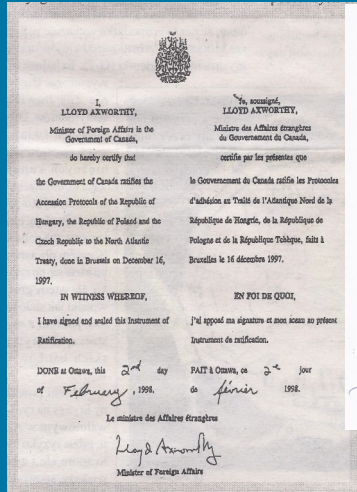 I,
LLOYD AXWORTHY,
Minister of Foreign Affairs in the
Government of Canada,
do hereby certify that
the Government of Canada ratifies the
Accession Protocols of the Republic of
Hungary, the Republic of Poland and the
Czech Republic to the North Atlantic
Treaty, done in Brussels on December 16,
1997.
IN WITNESS WHEREOF,
I have signed and sealed this Instrument of
Ratification.
DONE at Ottawa, this 2nd day
of February, 1998.
Je, soussigné,
LLOYD AXWORTHY,
Ministre des Affaires étrangères
du Gouvernement du Canada,
certifie par les présentes que
le Gouvernement du Canada ratifie les Protocoles
d'adhésion au Traité de l'Atlantique Nord de la
République de Hongrie, de la République de
Pologne et de la République Tchèque, faits à
Bruxelles le 16 décembre 1997.
EN FOI DE QUOI,
j'ai apposé ma signature et mon sceau au présent
Instrument de ratification.
FAIT à Ottawa, ce 2e jour
de février 1998.
Le ministre des Affaires étrangères
Lloyd Axworthy
Minister of Foreign Affairs